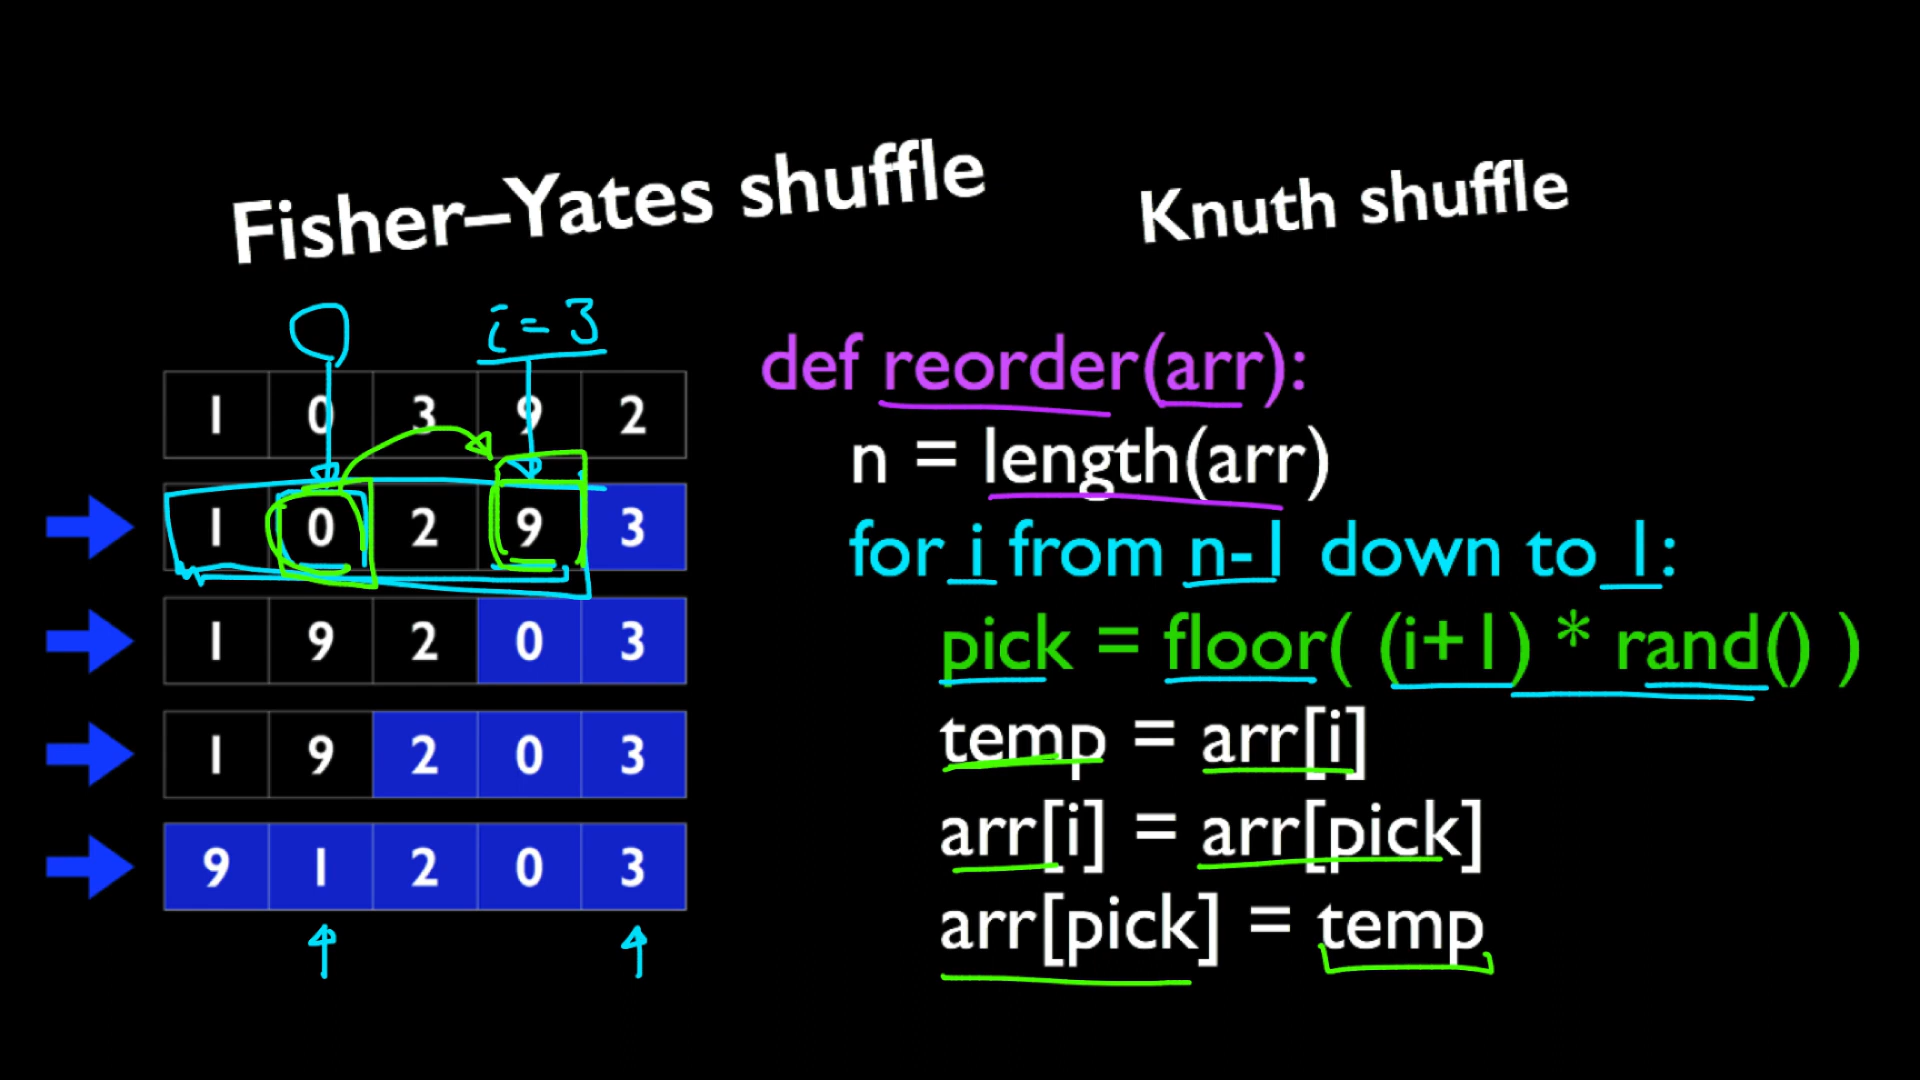 Fisher–Yates shuffle
Knuth shuffle
i = 3
1 0 3 9 2
1 0 2 9 3
1 9 2 0 3
1 9 2 0 3
9 1 2 0 3
def reorder(arr):
n = length(arr)
for i from n-1 down to 1:
pick = floor( (i+1) * rand() )
temp = arr[i]
arr[i] = arr[pick]
arr[pick] = temp